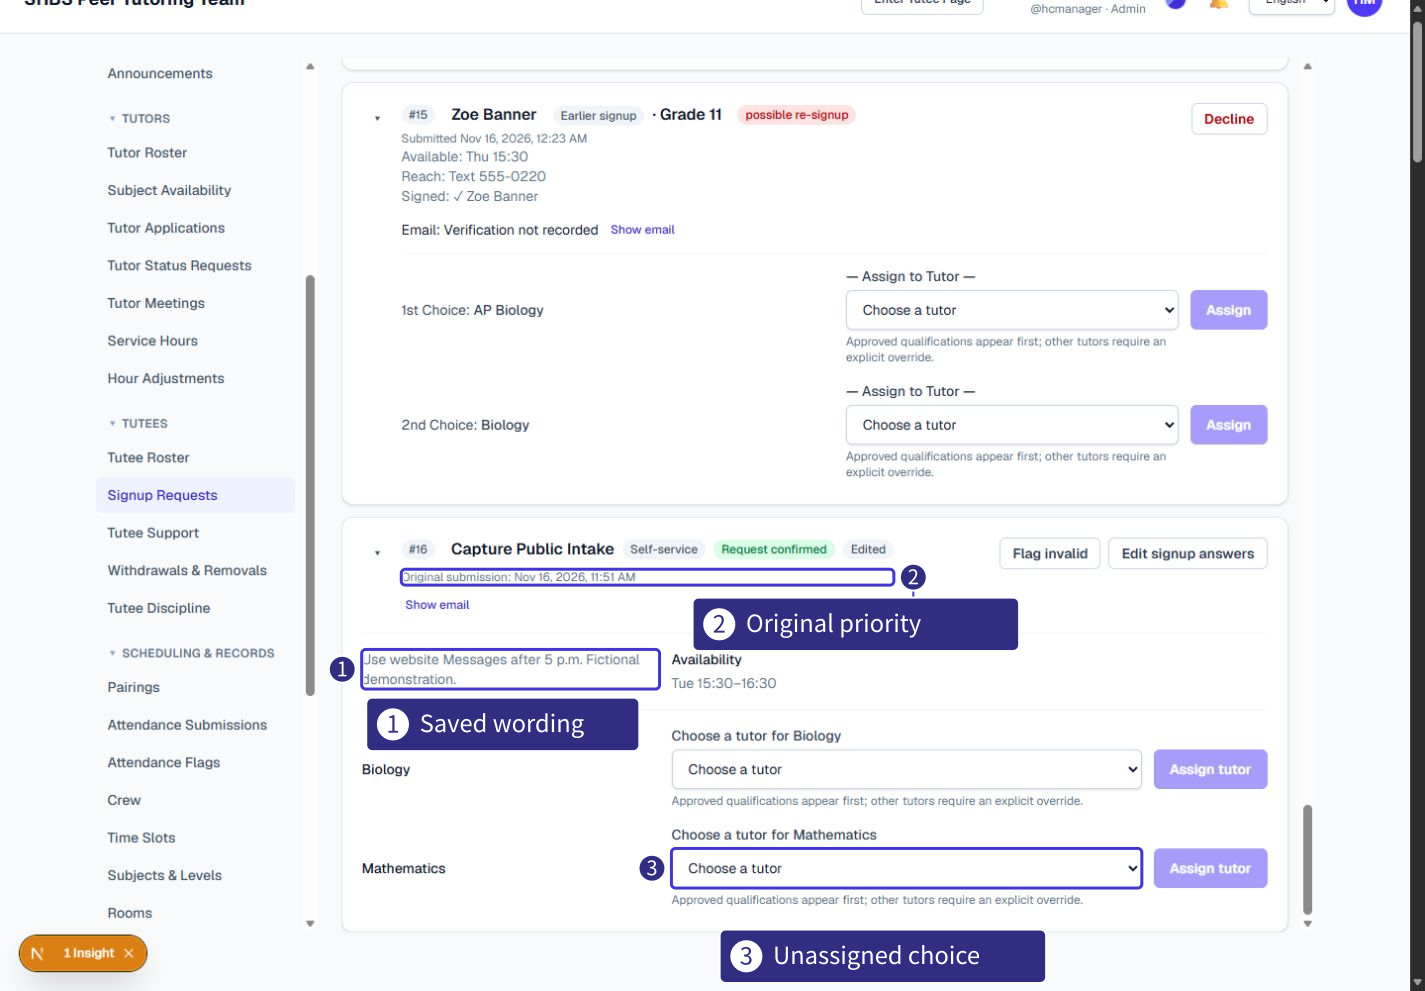 SHBS Peer Tutoring Team
Enter Tutee Page
@hcmanager · Admin
English
HM
Announcements
TUTORS
Tutor Roster
Subject Availability
Tutor Applications
Tutor Status Requests
Tutor Meetings
Service Hours
Hour Adjustments
TUTEES
Tutee Roster
Signup Requests
Tutee Support
Withdrawals & Removals
Tutee Discipline
SCHEDULING & RECORDS
Pairings
Attendance Submissions
Attendance Flags
Crew
Time Slots
Subjects & Levels
Rooms
N 1 Insight ×
#15 Zoe Banner Earlier signup · Grade 11 possible re-signup
Decline
Submitted Nov 16, 2026, 12:23 AM
Available: Thu 15:30
Reach: Text 555-0220
Signed: ✓ Zoe Banner
Email: Verification not recorded Show email
— Assign to Tutor —
1st Choice: AP Biology Choose a tutor Assign
Approved qualifications appear first; other tutors require an
explicit override.
— Assign to Tutor —
2nd Choice: Biology Choose a tutor Assign
Approved qualifications appear first; other tutors require an
explicit override.
#16 Capture Public Intake Self-service Request confirmed Edited
Flag invalid Edit signup answers
Original submission: Nov 16, 2026, 11:51 AM 2
Show email
2 Original priority
1 Use website Messages after 5 p.m. Fictional
demonstration.
Availability
Tue 15:30–16:30
1 Saved wording
Choose a tutor for Biology
Biology Choose a tutor Assign tutor
Approved qualifications appear first; other tutors require an explicit override.
Choose a tutor for Mathematics
Mathematics 3 Choose a tutor Assign tutor
Approved qualifications appear first; other tutors require an explicit override.
3 Unassigned choice